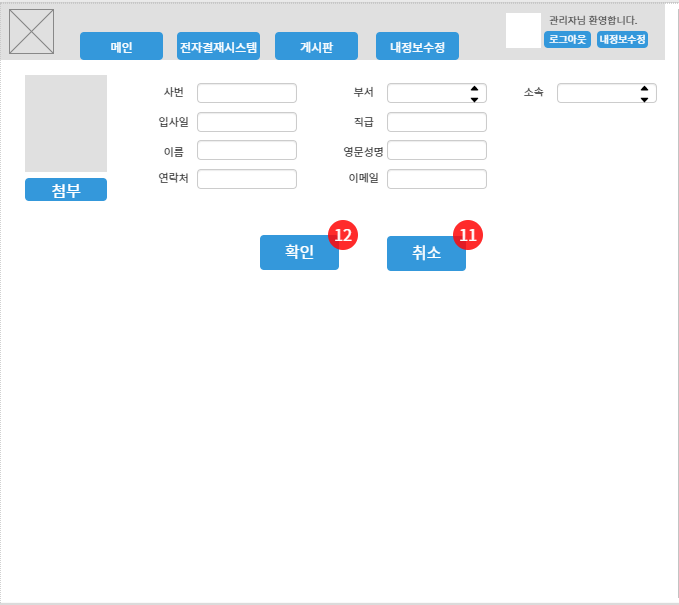 관리자님 환영합니다.
메인 전자결재시스템 게시판 내정보수정 로그아웃 내정보수정
사번 부서 소속
입사일 직급
이름 영문성명
연락처 이메일
첨부
12 11
확인 취소